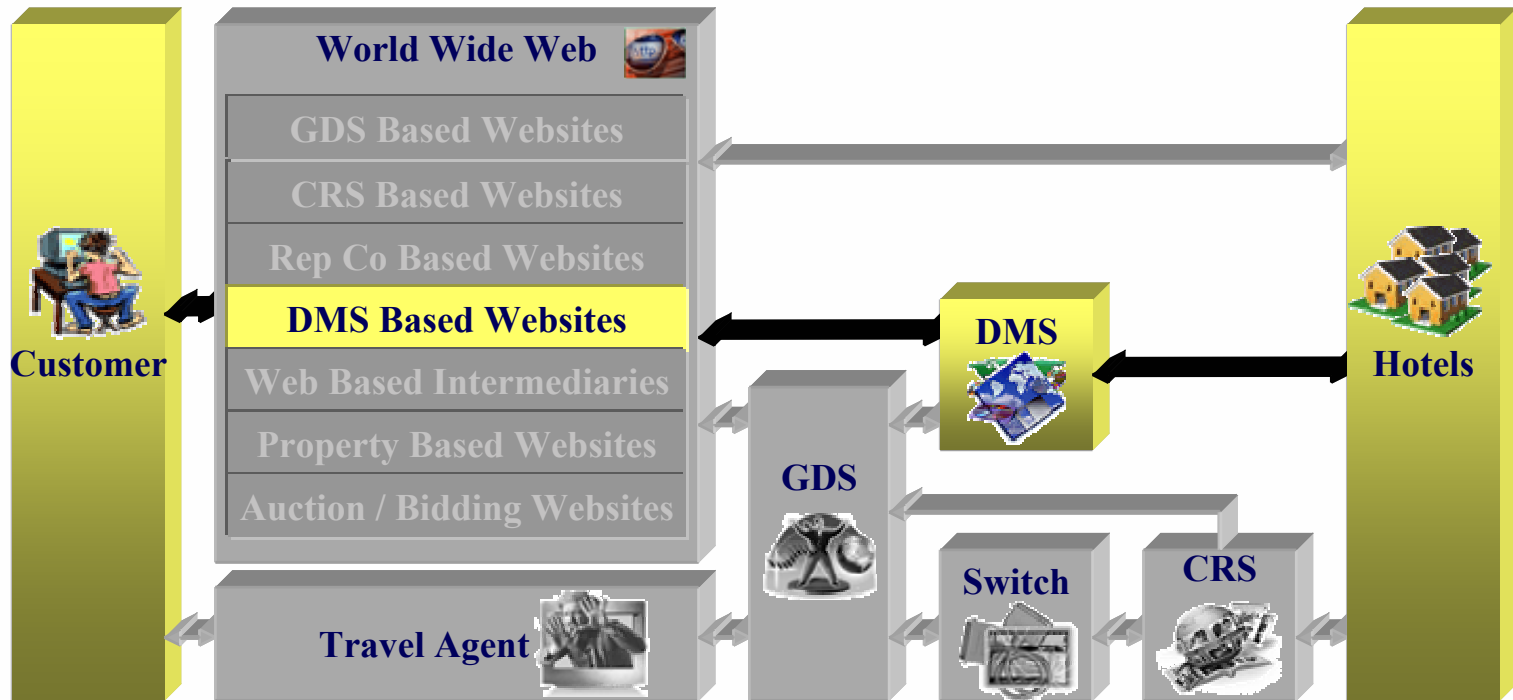 World Wide Web
http
GDS Based Websites
CRS Based Websites
Rep Co Based Websites
DMS Based Websites
Web Based Intermediaries
Property Based Websites
Auction / Bidding Websites
Customer
DMS
Hotels
GDS
Switch
CRS
Travel Agent